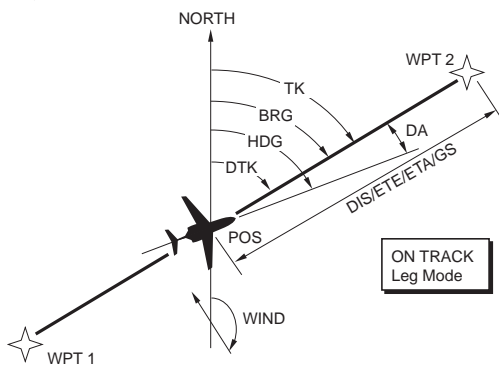 NORTH
WPT 2
TK
BRG
DA
HDG
DTK
DIS/ETE/ETA/GS
POS
ON TRACK
Leg Mode
WIND
WPT 1